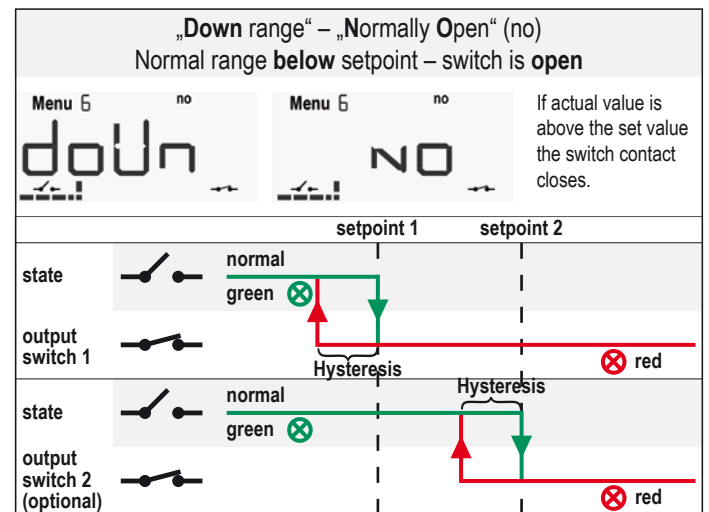 „Down range“ – „Normally Open“ (no)
Normal range below setpoint – switch is open
Menu 6 no
doUn
Menu 6 no
NO
If actual value is
above the set value
the switch contact
closes.
setpoint 1 setpoint 2
state
normal
green
output
switch 1
Hysteresis
red
Hysteresis
state
normal
green
output
switch 2
(optional)
red